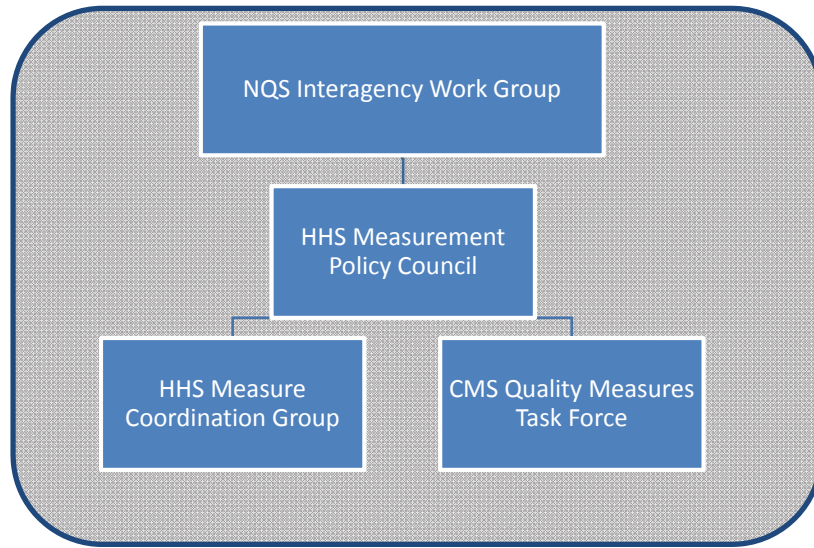 NQS Interagency Work Group
HHS Measurement
Policy Council
HHS Measure
Coordination Group
CMS Quality Measures
Task Force